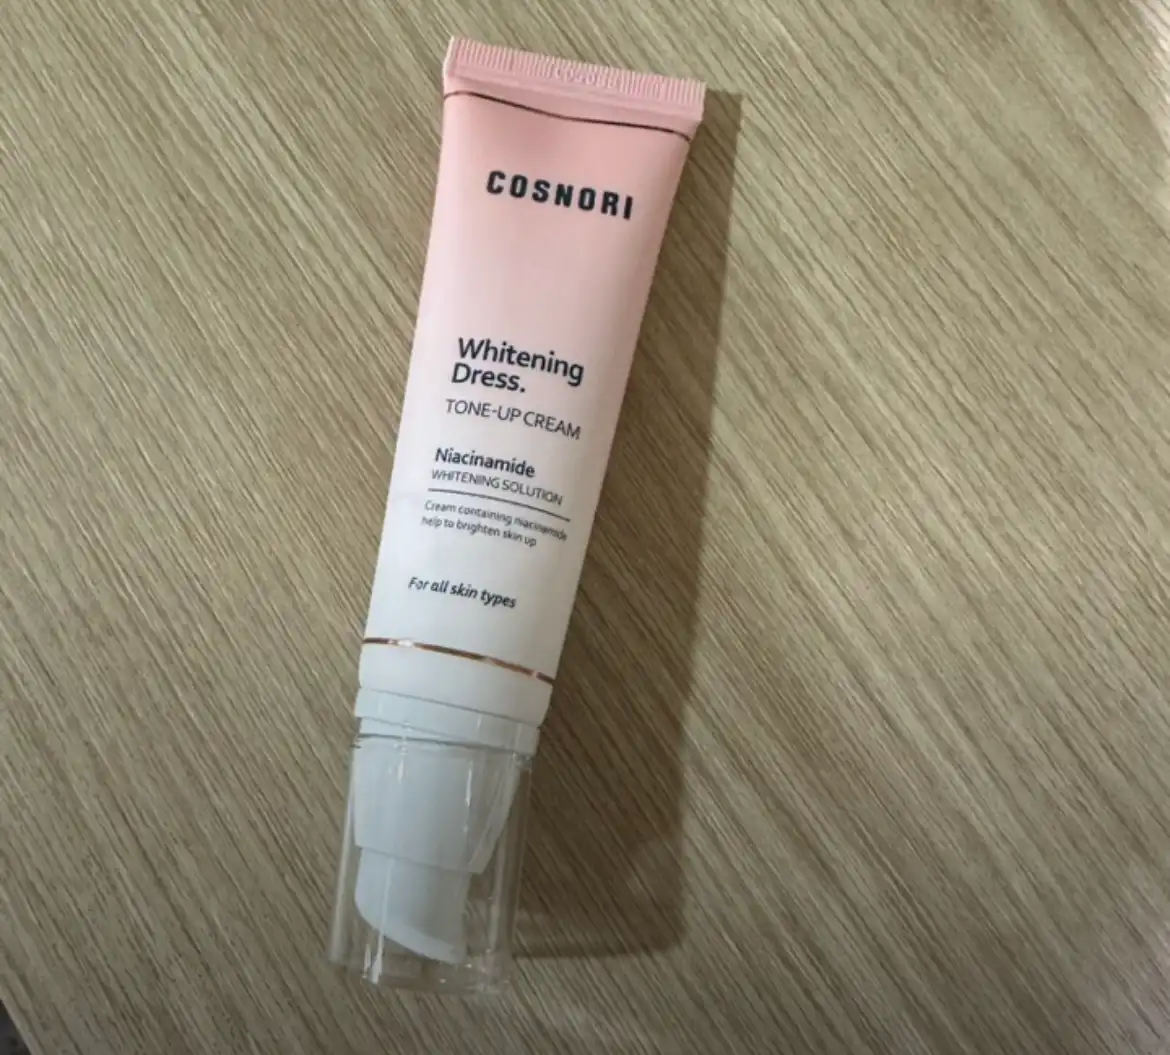 COSNORI
Whitening
Dress.
TONE-UP CREAM
Niacinamide
WHITENING SOLUTION
Cream containing niacinamide
help to brighten skin up
For all skin types